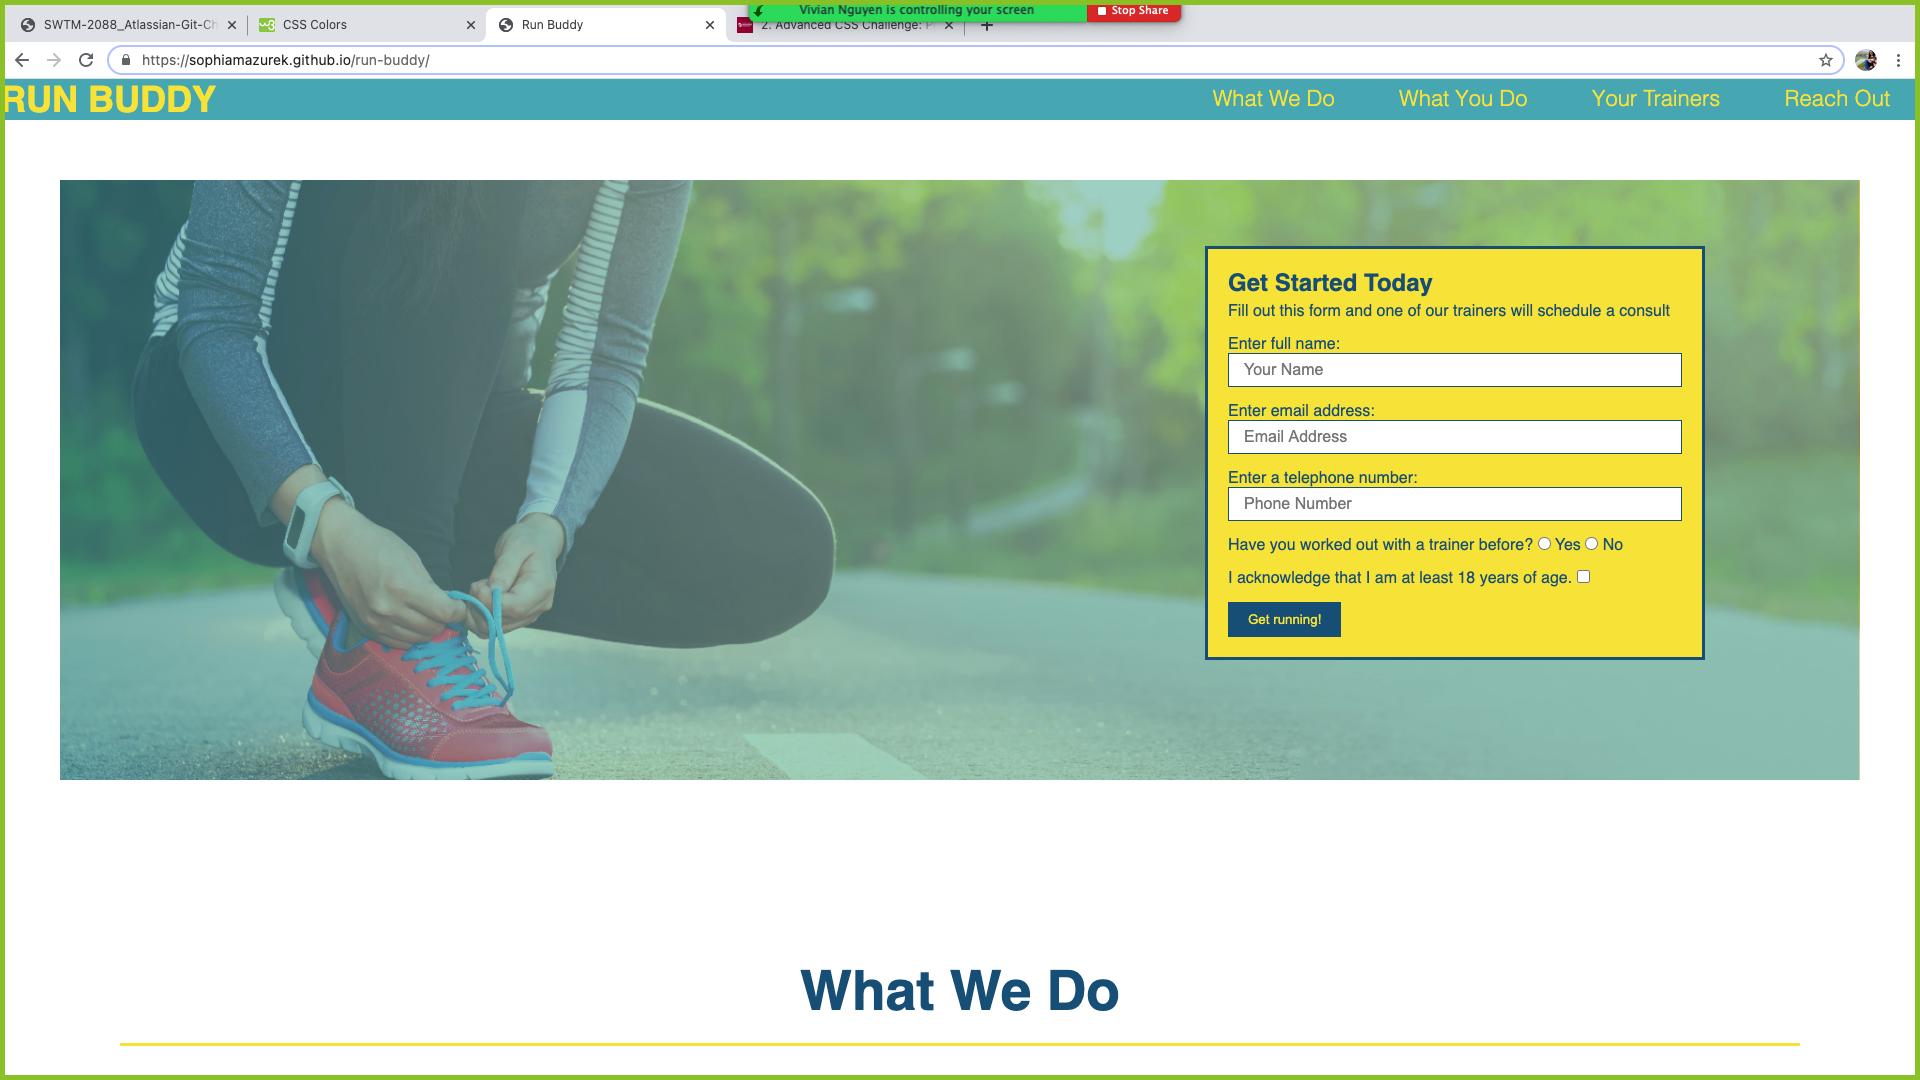 Vivian Nguyen is controlling your screen
Stop Share
SWTM-2088_Atlassian-Git-Ch
CSS Colors
Run Buddy
2. Advanced CSS Challenge:
https://sophiamazurek.github.io/run-buddy/
RUN BUDDY
What We Do
What You Do
Your Trainers
Reach Out
Get Started Today
Fill out this form and one of our trainers will schedule a consult
Enter full name:
Your Name
Enter email address:
Email Address
Enter a telephone number:
Phone Number
Have you worked out with a trainer before? Yes No
I acknowledge that I am at least 18 years of age.
Get running!
What We Do